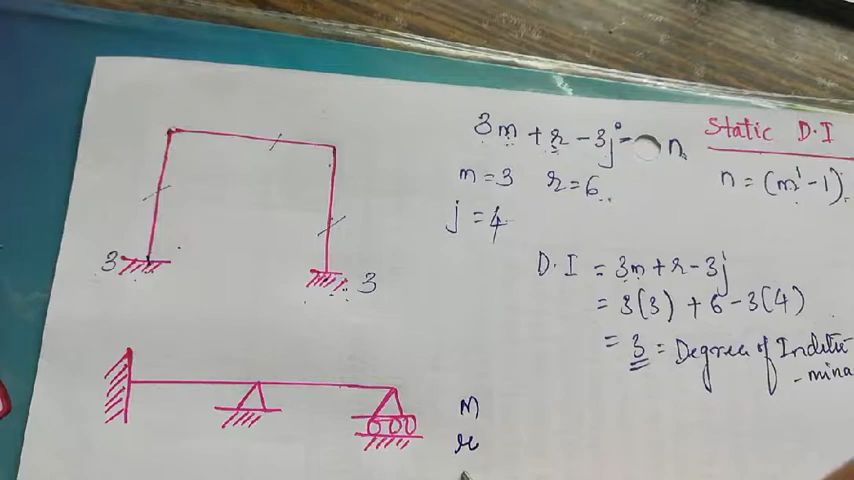 3m + r - 3j - n
Static D.I
m = 3 r = 6
n = (m' - 1)
j = 4
3
3
D.I = 3m + r - 3j
= 3(3) + 6 - 3(4)
= 3 = Degree of Indete
- mina
m
r